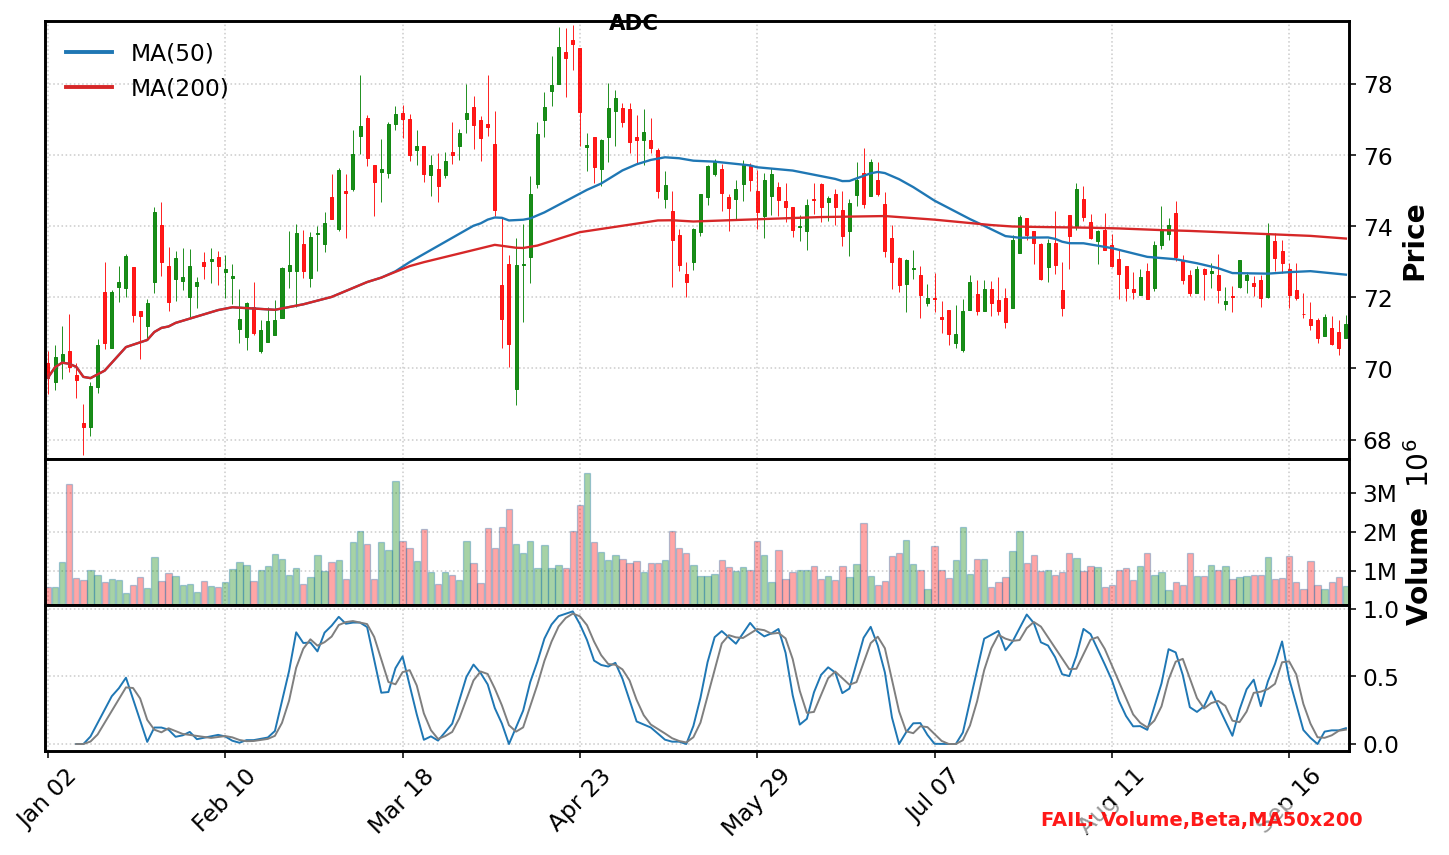 ADC
MA(50)
MA(200)
78
76
74
72
70
68
Price
3M
2M
1M
Volume 10^6
1.0
0.5
0.0
Jan 02
Feb 10
Mar 18
Apr 23
May 29
Jul 07
Aug 11
Sep 16
FAIL: Volume,Beta,MA50x200